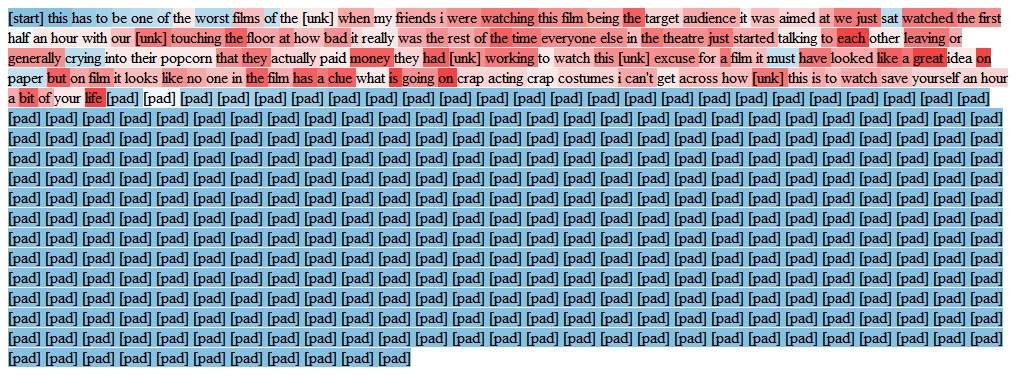 [start] this has to be one of the worst films of the [unk] when my friends i were watching this film being the target audience it was aimed at we just sat watched the first
half an hour with our [unk] touching the floor at how bad it really was the rest of the time everyone else in the theatre just started talking to each other leaving or
generally crying into their popcorn that they actually paid money they had [unk] working to watch this [unk] excuse for a film it must have looked like a great idea on
paper but on film it looks like no one in the film has a clue what is going on crap acting crap costumes i can't get across how [unk] this is to watch save yourself an hour
a bit of your life [pad] [pad] [pad] [pad] [pad] [pad] [pad] [pad] [pad] [pad] [pad] [pad] [pad] [pad] [pad] [pad] [pad] [pad] [pad] [pad] [pad] [pad] [pad] [pad]
[pad] [pad] [pad] [pad] [pad] [pad] [pad] [pad] [pad] [pad] [pad] [pad] [pad] [pad] [pad] [pad] [pad] [pad] [pad] [pad] [pad] [pad] [pad] [pad] [pad] [pad] [pad]
[pad] [pad] [pad] [pad] [pad] [pad] [pad] [pad] [pad] [pad] [pad] [pad] [pad] [pad] [pad] [pad] [pad] [pad] [pad] [pad] [pad] [pad] [pad] [pad] [pad] [pad] [pad]
[pad] [pad] [pad] [pad] [pad] [pad] [pad] [pad] [pad] [pad] [pad] [pad] [pad] [pad] [pad] [pad] [pad] [pad] [pad] [pad] [pad] [pad] [pad] [pad] [pad] [pad] [pad]
[pad] [pad] [pad] [pad] [pad] [pad] [pad] [pad] [pad] [pad] [pad] [pad] [pad] [pad] [pad] [pad] [pad] [pad] [pad] [pad] [pad] [pad] [pad] [pad] [pad] [pad] [pad]
[pad] [pad] [pad] [pad] [pad] [pad] [pad] [pad] [pad] [pad] [pad] [pad] [pad] [pad] [pad] [pad] [pad] [pad] [pad] [pad] [pad] [pad] [pad] [pad] [pad] [pad] [pad]
[pad] [pad] [pad] [pad] [pad] [pad] [pad] [pad] [pad] [pad] [pad] [pad] [pad] [pad] [pad] [pad] [pad] [pad] [pad] [pad] [pad] [pad] [pad] [pad] [pad] [pad] [pad]
[pad] [pad] [pad] [pad] [pad] [pad] [pad] [pad] [pad] [pad] [pad] [pad] [pad] [pad] [pad] [pad] [pad] [pad] [pad] [pad] [pad] [pad] [pad] [pad] [pad] [pad] [pad]
[pad] [pad] [pad] [pad] [pad] [pad] [pad] [pad] [pad] [pad] [pad] [pad] [pad] [pad] [pad] [pad] [pad] [pad] [pad] [pad] [pad] [pad] [pad] [pad] [pad] [pad] [pad]
[pad] [pad] [pad] [pad] [pad] [pad] [pad] [pad] [pad] [pad] [pad] [pad] [pad] [pad] [pad] [pad] [pad] [pad] [pad] [pad] [pad] [pad] [pad] [pad] [pad] [pad] [pad]
[pad] [pad] [pad] [pad] [pad] [pad] [pad] [pad] [pad] [pad] [pad] [pad] [pad] [pad] [pad] [pad] [pad] [pad] [pad] [pad] [pad] [pad] [pad] [pad] [pad] [pad] [pad]
[pad] [pad] [pad] [pad] [pad] [pad] [pad] [pad] [pad] [pad] [pad] [pad] [pad] [pad] [pad] [pad] [pad] [pad] [pad] [pad] [pad] [pad] [pad] [pad] [pad] [pad] [pad]
[pad] [pad] [pad] [pad] [pad] [pad] [pad] [pad] [pad] [pad] [pad] [pad] [pad] [pad] [pad] [pad] [pad] [pad] [pad] [pad] [pad] [pad] [pad] [pad] [pad] [pad] [pad]
[pad] [pad] [pad] [pad] [pad] [pad] [pad] [pad] [pad] [pad] [pad]